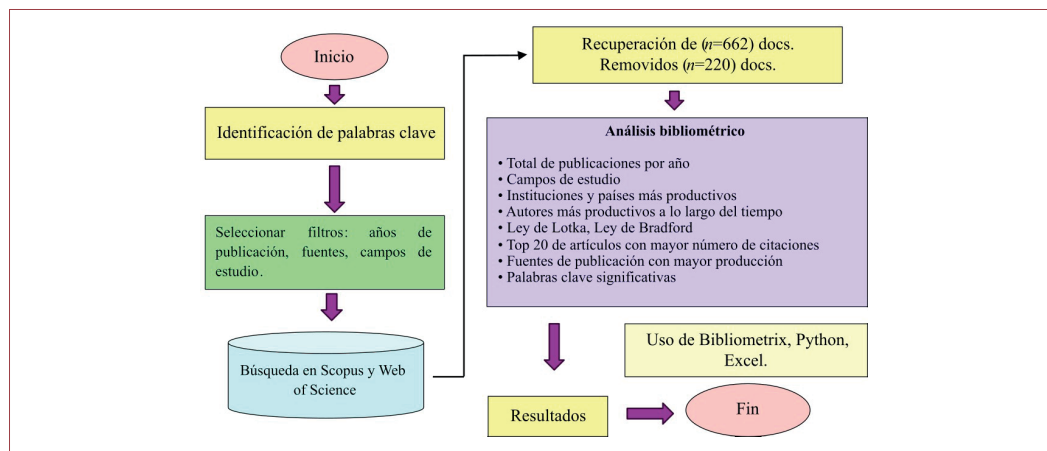 Inicio
Identificación de palabras clave
Seleccionar filtros: años de
publicación, fuentes, campos de
estudio.
Búsqueda en Scopus y Web
of Science
Recuperación de (n=662) docs.
Removidos (n=220) docs.
Análisis bibliométrico
• Total de publicaciones por año
• Campos de estudio
• Instituciones y países más productivos
• Autores más productivos a lo largo del tiempo
• Ley de Lotka, Ley de Bradford
• Top 20 de artículos con mayor número de citaciones
• Fuentes de publicación con mayor producción
• Palabras clave significativas
Uso de Bibliometrix, Python,
Excel.
Resultados
Fin